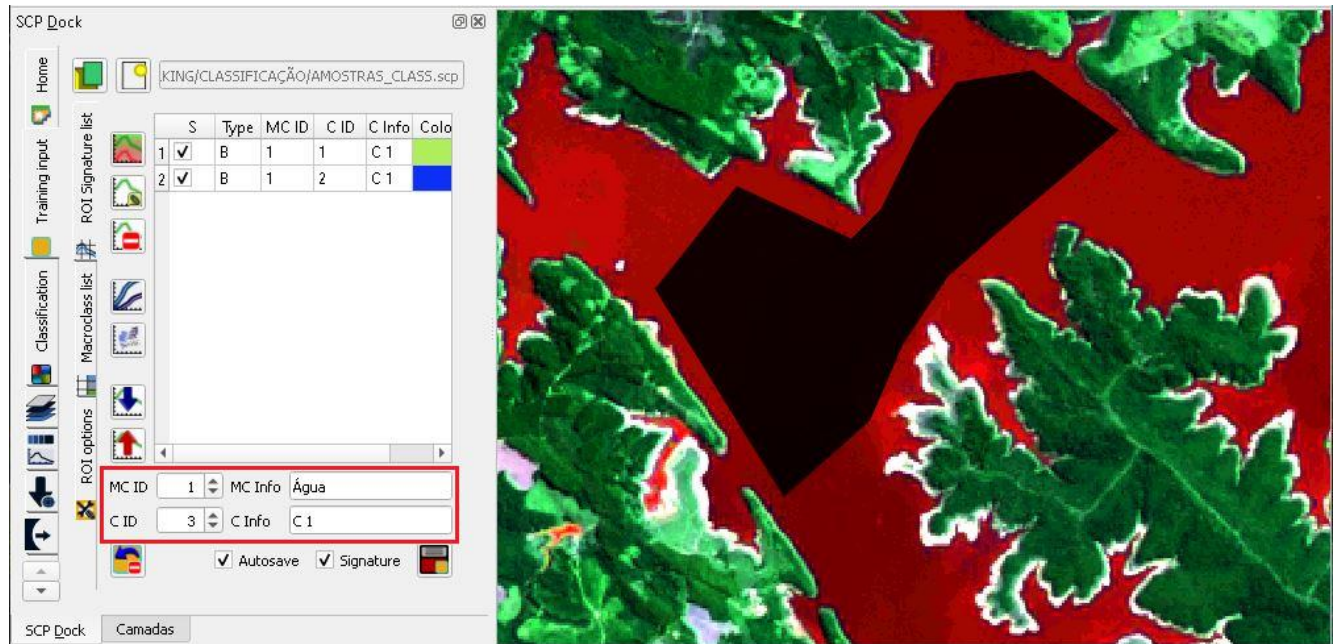 SCP Dock
Home
Training input
Classification
ROI Signature list
Macroclass list
ROI options
KING/CLASSIFICAÇÃO/AMOSTRAS_CLASS.scp
S Type MC ID C ID C Info Colo
1 B 1 1 C 1
2 B 1 2 C 1
MC ID 1 MC Info Água
C ID 3 C Info C 1
Autosave Signature
SCP Dock Camadas